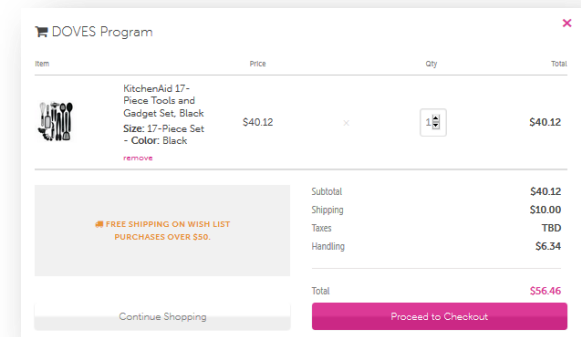 DOVES Program
×
Item Price Qty Total
KitchenAid 17-
Piece Tools and
Gadget Set, Black
Size: 17-Piece Set
- Color: Black
remove
$40.12 × 1 $40.12
FREE SHIPPING ON WISH LIST
PURCHASES OVER $50.
Subtotal $40.12
Shipping $10.00
Taxes TBD
Handling $6.34
Total $56.46
Continue Shopping
Proceed to Checkout